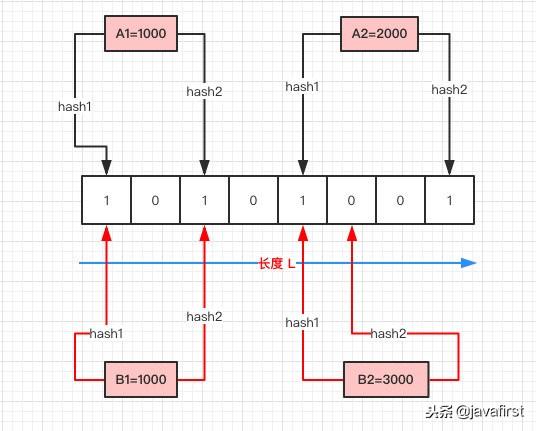 A1=1000
A2=2000
hash1
hash2
hash1
hash2
1 0 1 0 1 0 0 1
长度 L
hash1
hash2
hash1
hash2
B1=1000
B2=3000
头条 @javafirst